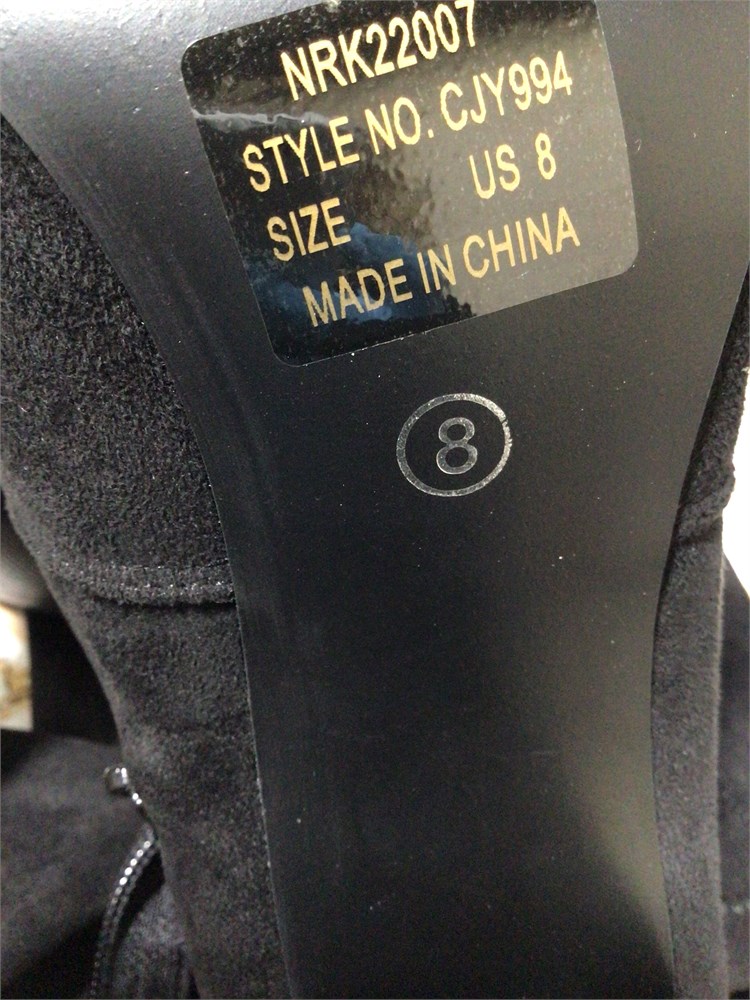 NRK22007
STYLE NO. CJY994
SIZE US 8
MADE IN CHINA
8